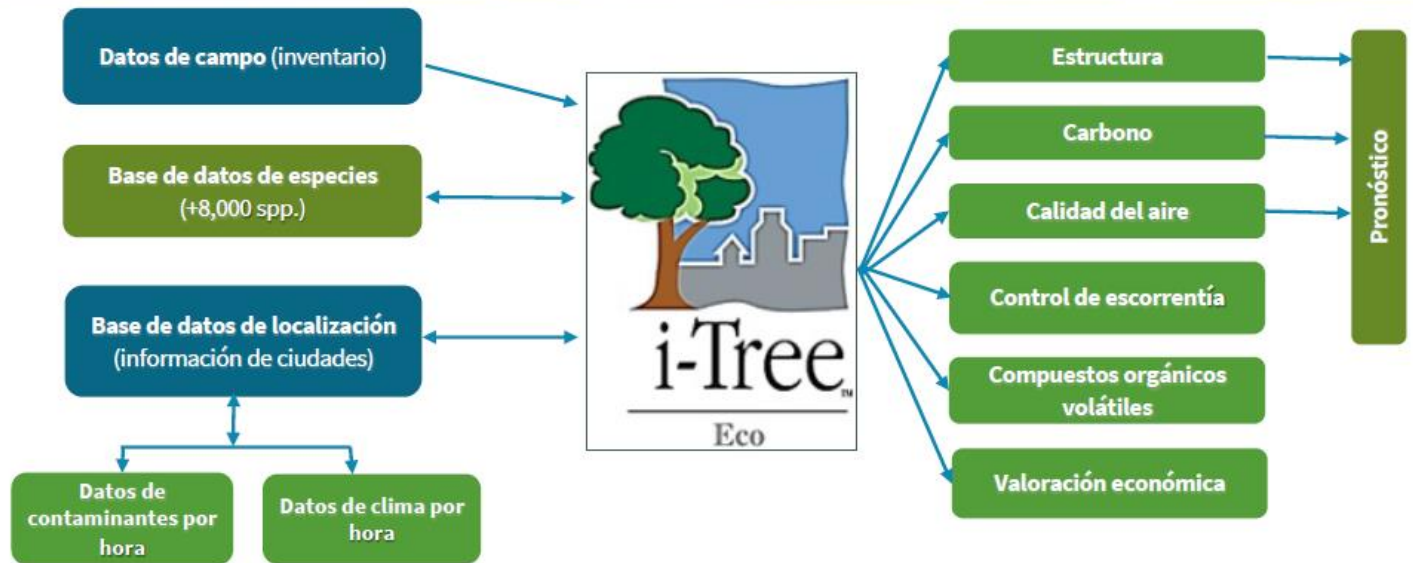 Datos de campo (inventario)
Base de datos de especies
(+8,000 spp.)
Base de datos de localización
(información de ciudades)
Datos de
contaminantes por
hora
Datos de clima por
hora
i-Tree™
Eco
Estructura
Carbono
Calidad del aire
Control de escorrentía
Compuestos orgánicos
volátiles
Valoración económica
Pronóstico